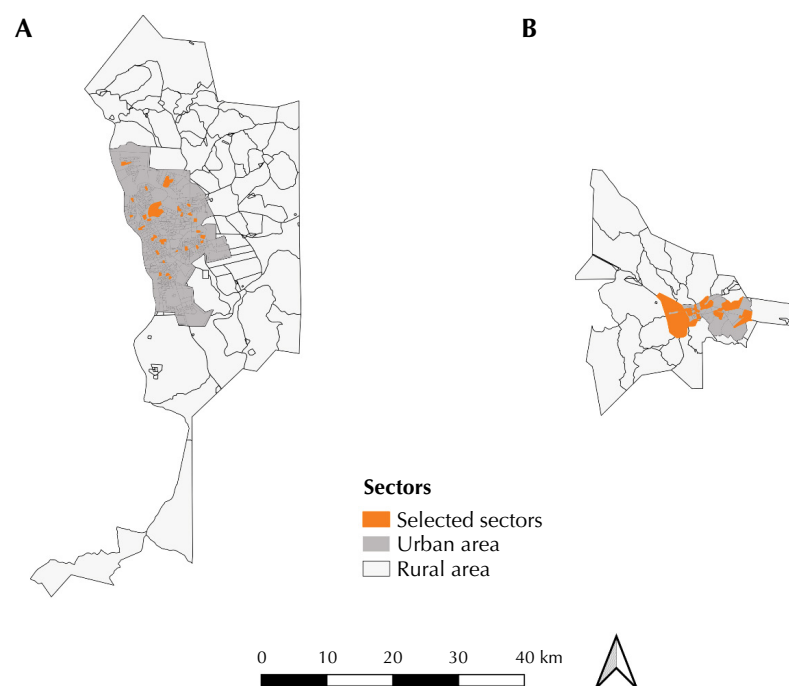 A
B
Sectors
Selected sectors
Urban area
Rural area
0 10 20 30 40 km